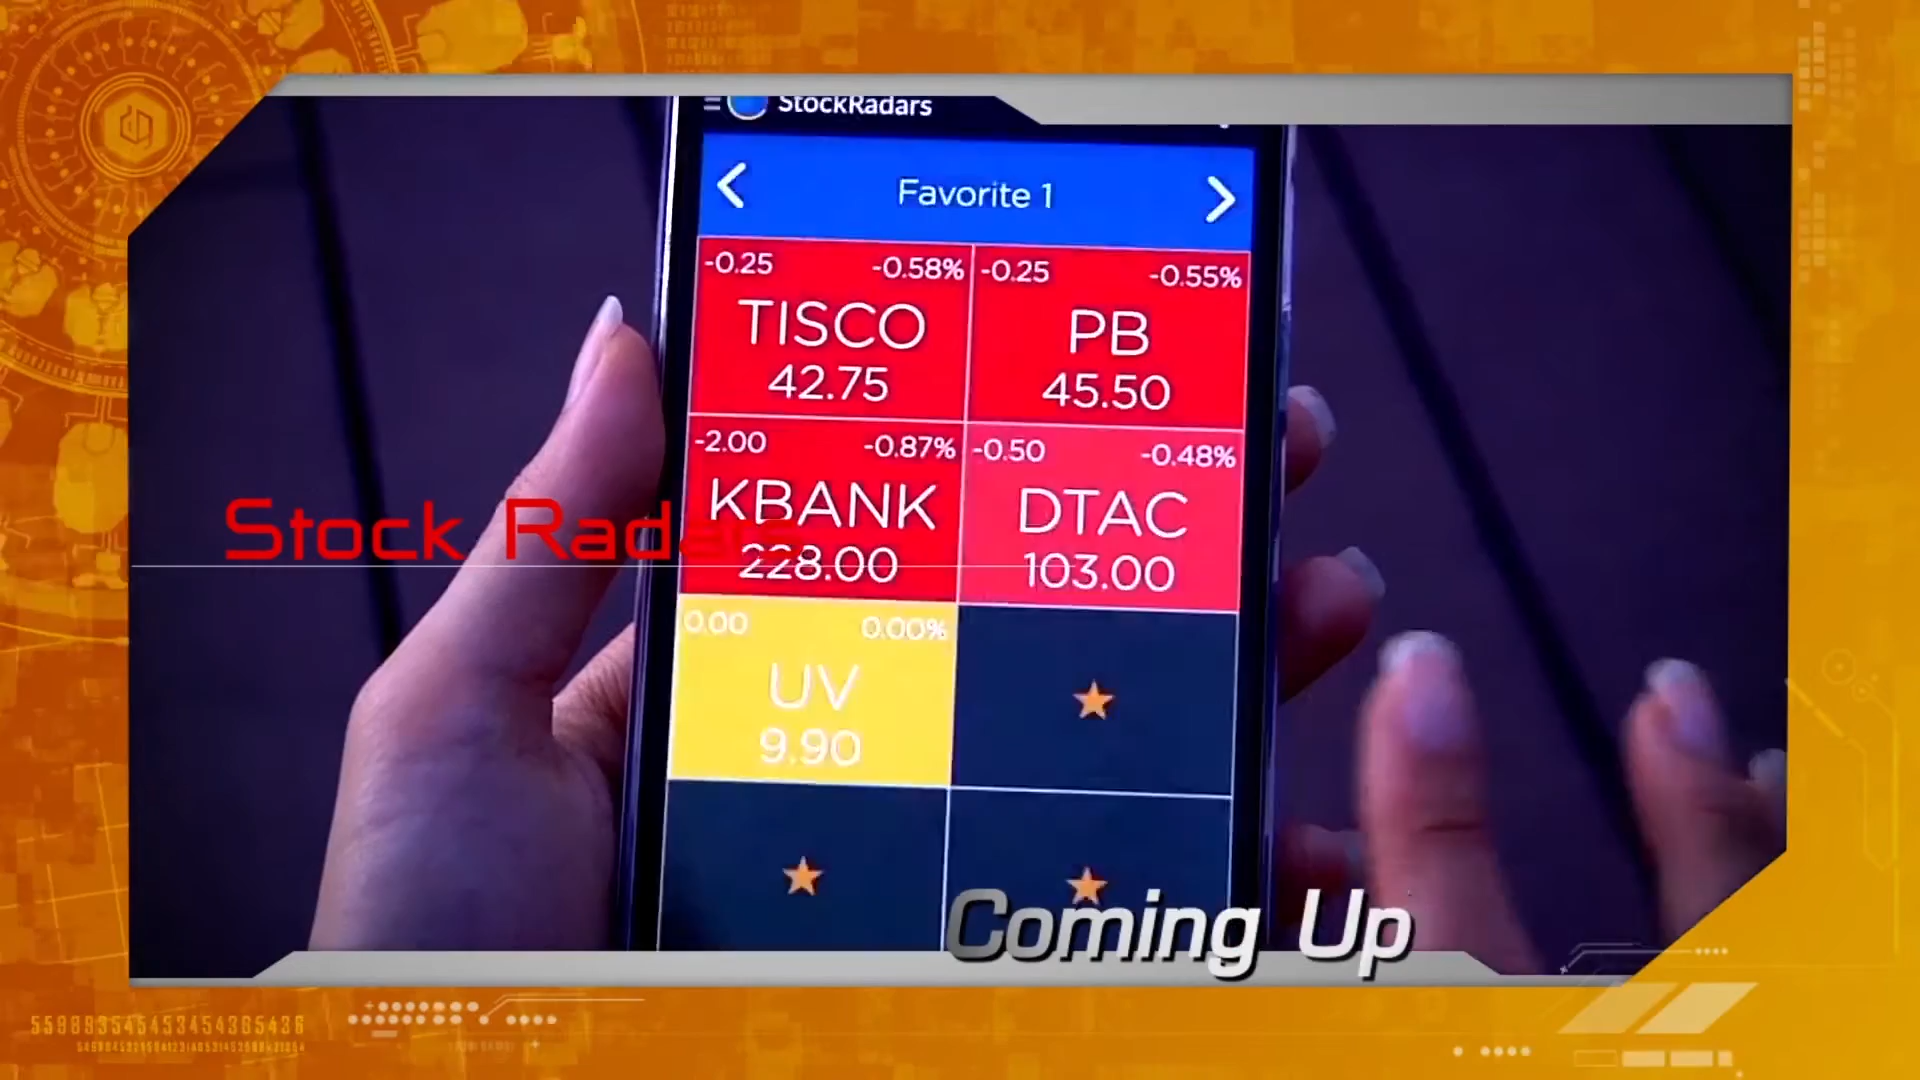 StockRadars
Favorite 1
-0.25 -0.58%
TISCO
42.75
-0.25 -0.55%
PB
45.50
-2.00 -0.87%
KBANK
228.00
-0.50 -0.48%
DTAC
103.00
0.00 0.00%
UV
9.90
Stock Radars
Coming Up